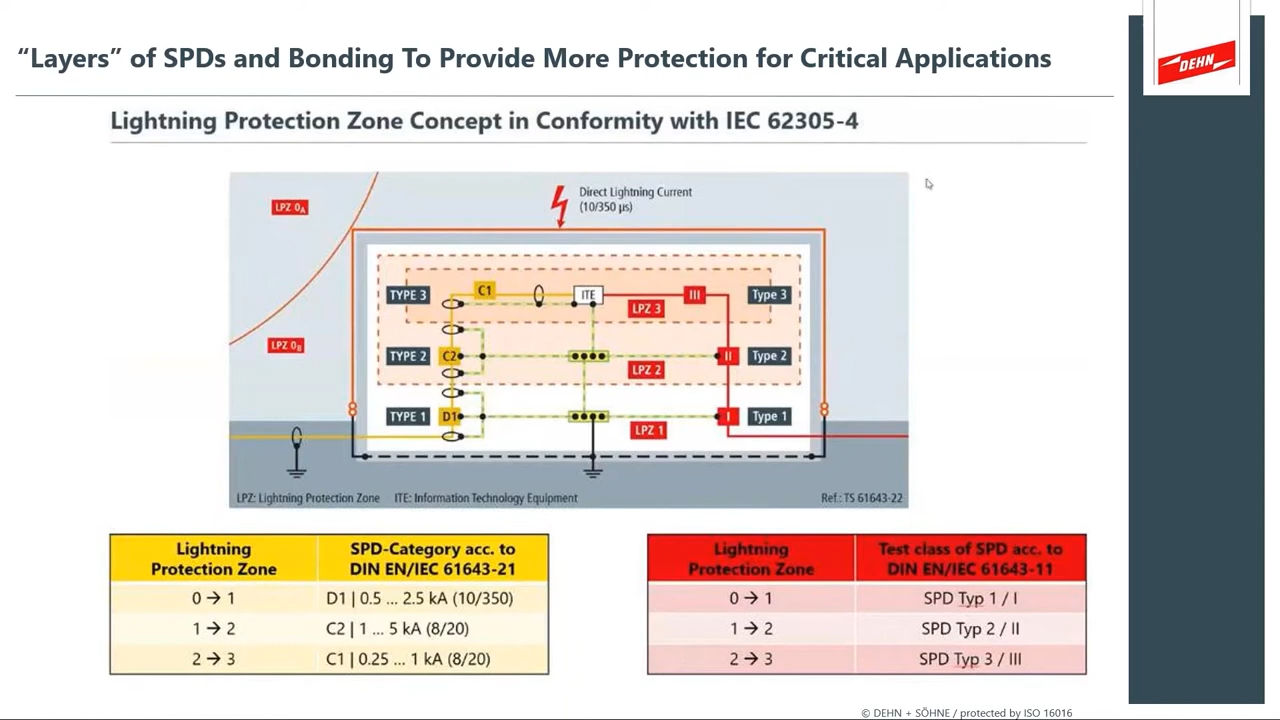 “Layers” of SPDs and Bonding To Provide More Protection for Critical Applications
DEHN
Lightning Protection Zone Concept in Conformity with IEC 62305-4
Direct Lightning Current
(10/350 µs)
LPZ 0A
LPZ 0B
TYPE 3
C1
ITE
III
Type 3
LPZ 3
TYPE 2
C2
II
Type 2
LPZ 2
TYPE 1
D1
I
Type 1
LPZ 1
LPZ: Lightning Protection Zone ITE: Information Technology Equipment
Ref.: TS 61643-22
Lightning Protection Zone
SPD-Category acc. to DIN EN/IEC 61643-21
0 → 1 D1 | 0.5 ... 2.5 kA (10/350)
1 → 2 C2 | 1 ... 5 kA (8/20)
2 → 3 C1 | 0.25 ... 1 kA (8/20)
Lightning Protection Zone
Test class of SPD acc. to DIN EN/IEC 61643-11
0 → 1 SPD Typ 1 / I
1 → 2 SPD Typ 2 / II
2 → 3 SPD Typ 3 / III
© DEHN + SÖHNE / protected by ISO 16016